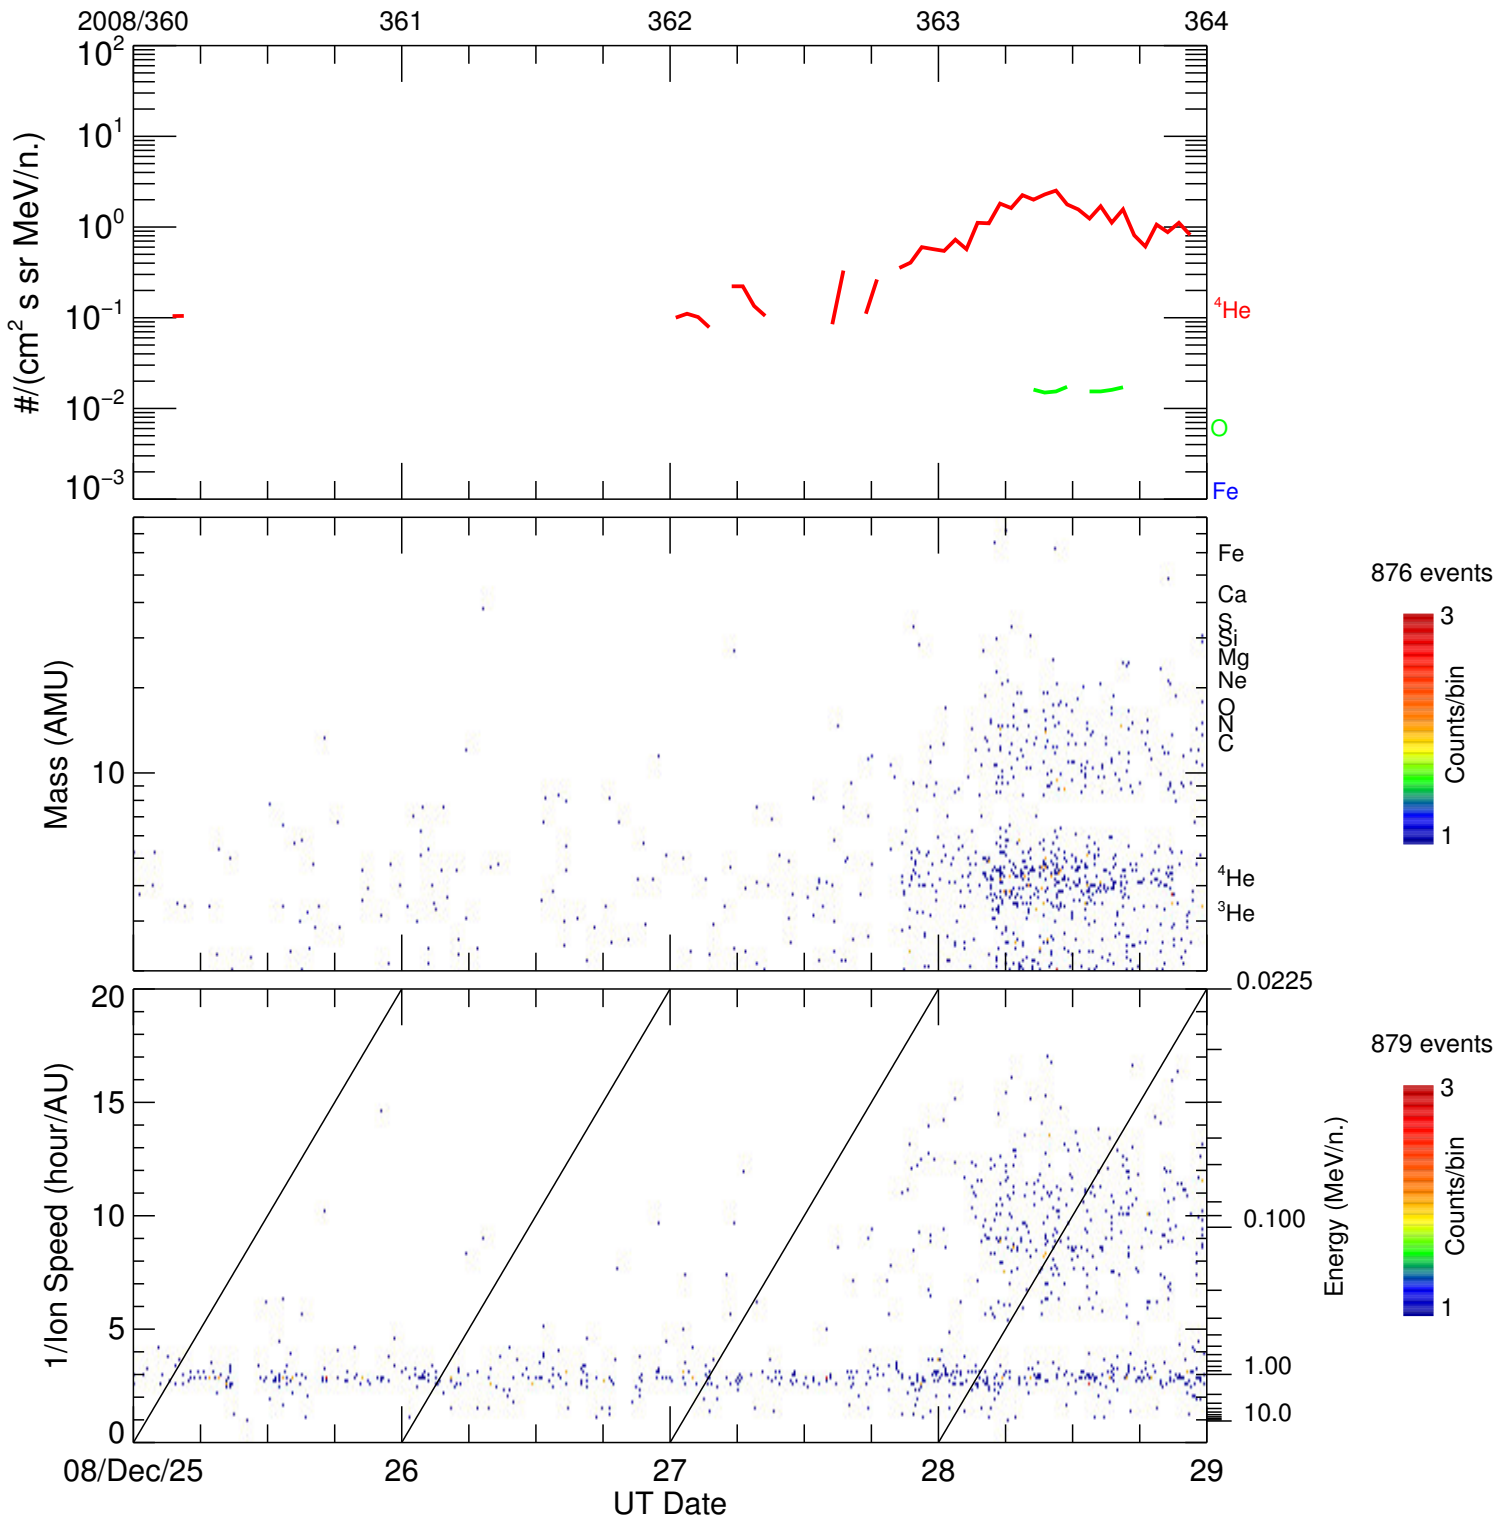 2008/360 361 362 363 364
10^2
10^1
10^0
10^-1
10^-2
10^-3
#/(cm^2 s sr MeV/n.)
^4He
O
Fe
Mass (AMU)
10
Fe
Ca
S
Si
Mg
Ne
O
N
C
^4He
^3He
876 events
3
Counts/bin
1
1/Ion Speed (hour/AU)
20
15
10
5
0
0.0225
0.100
1.00
10.0
Energy (MeV/n.)
879 events
3
Counts/bin
1
08/Dec/25 26 27 28 29
UT Date